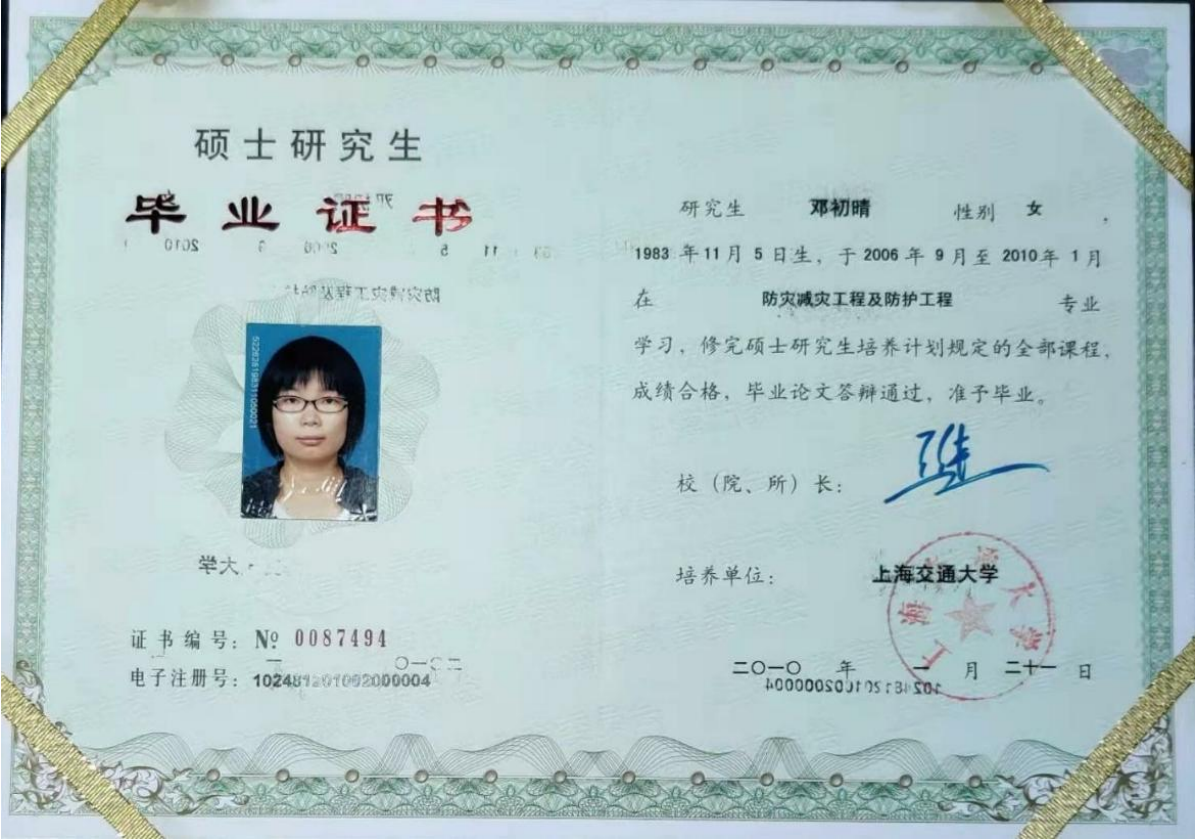 硕士研究生
毕业证书
证书编号：№ 0087494
电子注册号：102481201002000004
研究生 邓初晴 性别 女 ，
1983 年 11 月 5 日生，于 2006 年 9 月至 2010 年 1 月
在 防灾减灾工程及防护工程 专业
学习，修完硕士研究生培养计划规定的全部课程，
成绩合格，毕业论文答辩通过，准予毕业。
校（院、所）长：
培养单位： 上海交通大学
二〇一〇 年 一 月 二十一 日